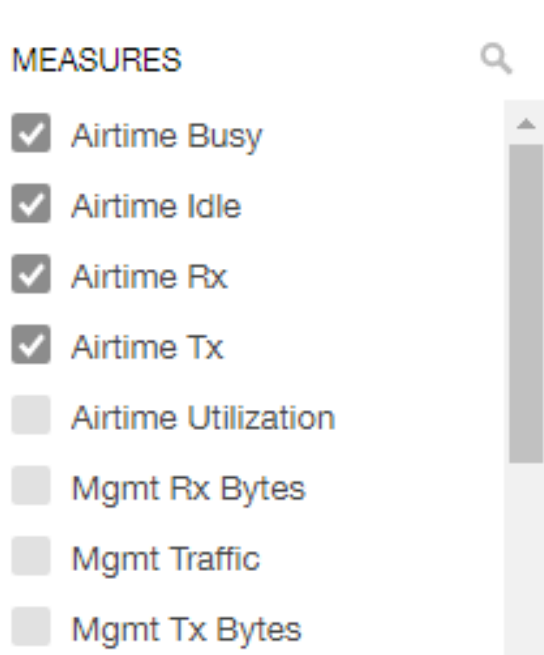 MEASURES
Airtime Busy
Airtime Idle
Airtime Rx
Airtime Tx
Airtime Utilization
Mgmt Rx Bytes
Mgmt Traffic
Mgmt Tx Bytes